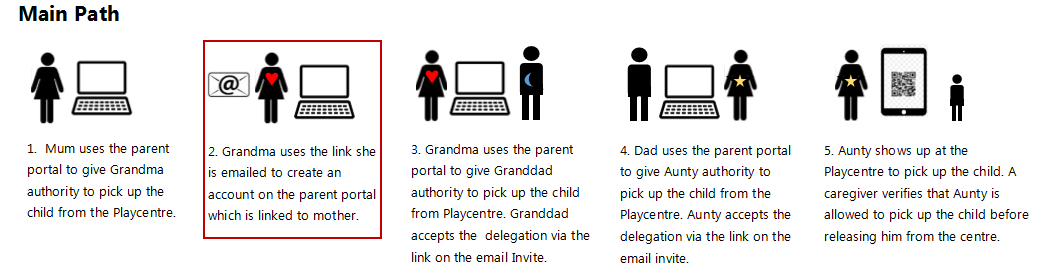 Main Path
@
1. Mum uses the parent
portal to give Grandma
authority to pick up the
child from the Playcentre.
2. Grandma uses the link she
is emailed to create an
account on the parent portal
which is linked to mother.
3. Grandma uses the parent
portal to give Granddad
authority to pick up the child
from Playcentre. Granddad
accepts the delegation via the
link on the email Invite.
4. Dad uses the parent portal
to give Aunty authority to
pick up the child from the
Playcentre. Aunty accepts the
delegation via the link on the
email invite.
5. Aunty shows up at the
Playcentre to pick up the child. A
caregiver verifies that Aunty is
allowed to pick up the child before
releasing him from the centre.